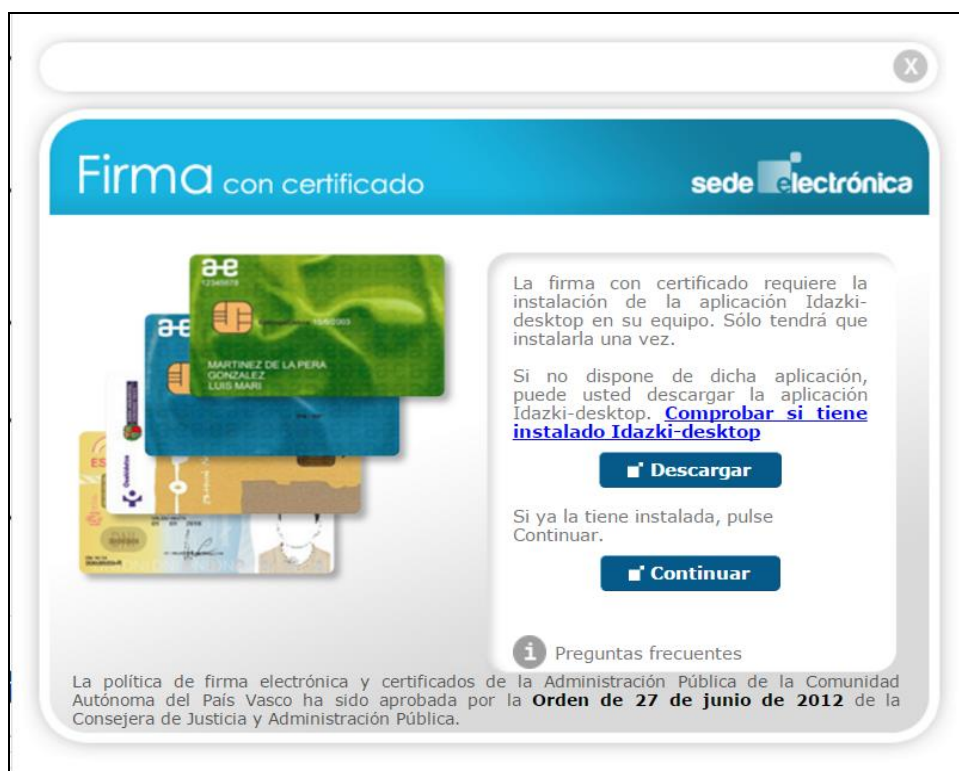 X
Firma con certificado
sede electrónica
a-e
12345678
MARTINEZ DE LA PERA
GONZALEZ
LUIS MARI
a-e
Osakidetza
ES
La firma con certificado requiere la
instalación de la aplicación Idazki-
desktop en su equipo. Sólo tendrá que
instalarla una vez.
Si no dispone de dicha aplicación,
puede usted descargar la aplicación
Idazki-desktop. Comprobar si tiene
instalado Idazki-desktop
Descargar
Si ya la tiene instalada, pulse
Continuar.
Continuar
i Preguntas frecuentes
La política de firma electrónica y certificados de la Administración Pública de la Comunidad
Autónoma del País Vasco ha sido aprobada por la Orden de 27 de junio de 2012 de la
Consejera de Justicia y Administración Pública.